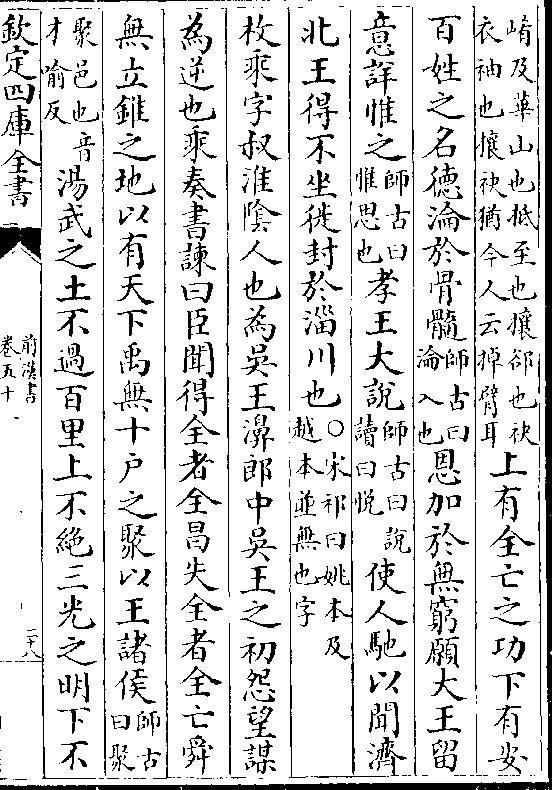 崤及華山也抵至也攘郤也袂
衣袖也攘袂猶今人云掉臂耳
上有全亡之功下有安
百姓之名德淪於骨髓
師古曰
淪入也
恩加於無窮願大王留
意詳惟之
師古曰
惟思也
孝王大說
師古曰說
讀曰悅
使人馳以聞濟
北王得不坐徙封於淄川也
○宋祁曰姚本及
越本並無也字
枚乘字叔淮陰人也為吳王濞郎中吳王之初怨望謀
為逆也乘奏書諫曰臣聞得全者全昌失全者全亡舜
無立錐之地以有天下禹無十户之聚以王諸侯
師古
曰聚
聚邑也音
才喻反
湯武之土不過百里上不絶三光之明下不
欽定四庫全書
前漢書
卷五十一
二十八